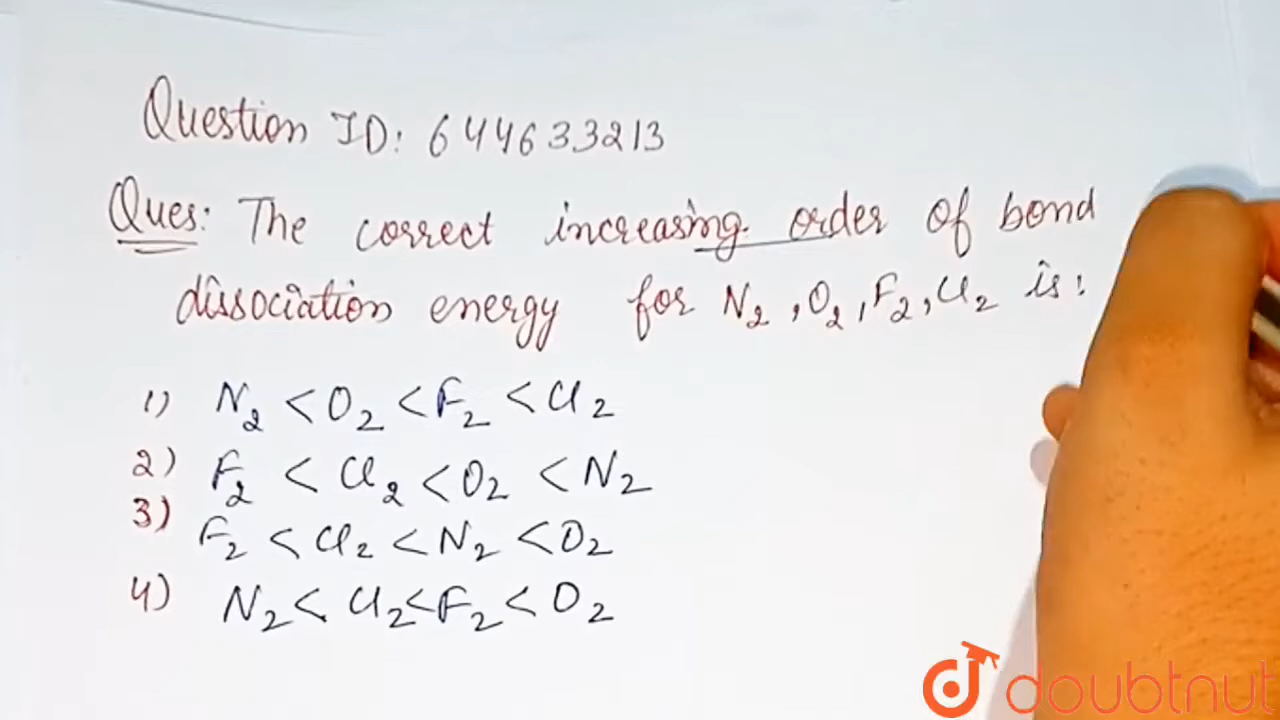 Question ID: 644633213
Ques: The correct increasing order of bond
dissociation energy for N₂, O₂, F₂, Cl₂ is:
1) N₂ < O₂ < F₂ < Cl₂
2) F₂ < Cl₂ < O₂ < N₂
3) F₂ < Cl₂ < N₂ < O₂
4) N₂ < Cl₂ < F₂ < O₂
doubtnut